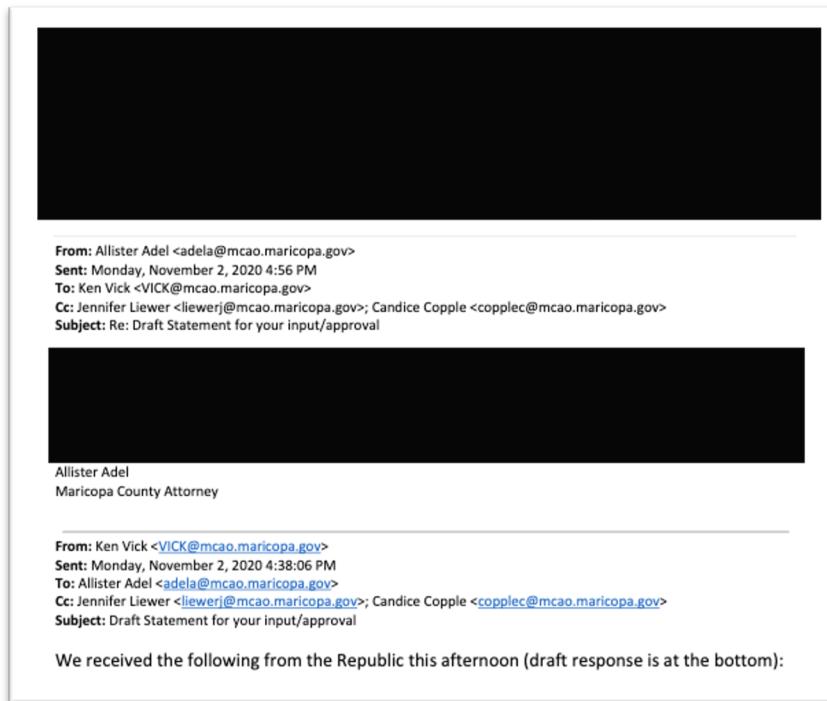 From: Allister Adel <adela@mcao.maricopa.gov>
Sent: Monday, November 2, 2020 4:56 PM
To: Ken Vick <VICK@mcao.maricopa.gov>
Cc: Jennifer Liewer <liewerj@mcao.maricopa.gov>; Candice Copple <copplec@mcao.maricopa.gov>
Subject: Re: Draft Statement for your input/approval
Allister Adel
Maricopa County Attorney
From: Ken Vick <VICK@mcao.maricopa.gov>
Sent: Monday, November 2, 2020 4:38:06 PM
To: Allister Adel <adela@mcao.maricopa.gov>
Cc: Jennifer Liewer <liewerj@mcao.maricopa.gov>; Candice Copple <copplec@mcao.maricopa.gov>
Subject: Draft Statement for your input/approval
We received the following from the Republic this afternoon (draft response is at the bottom):